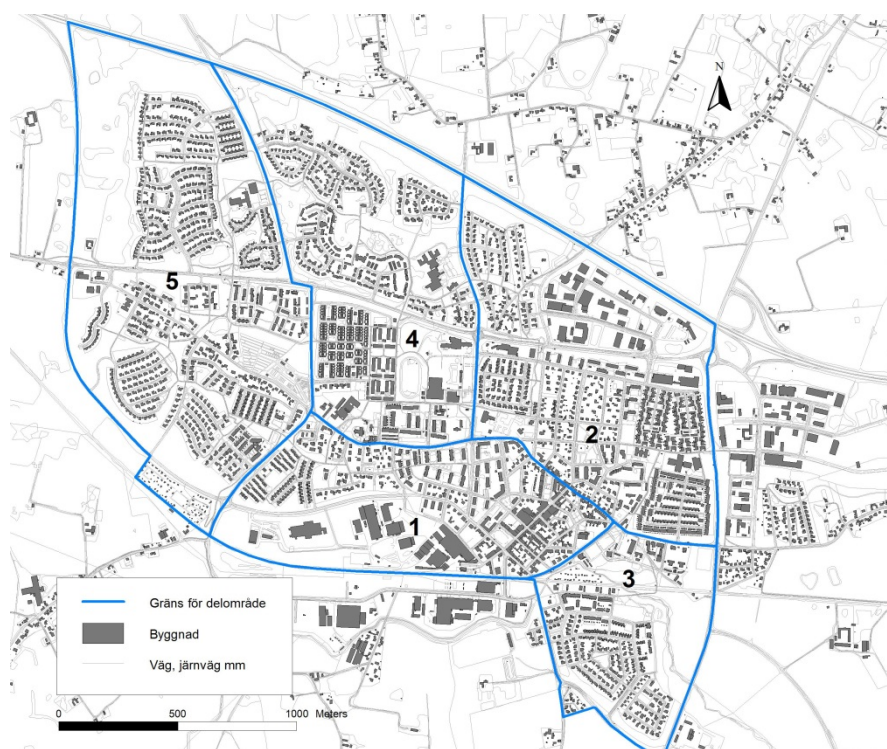 N
5
4
2
1
3
Gräns för delområde
Byggnad
Väg, järnväg mm
0 500 1000 Meters